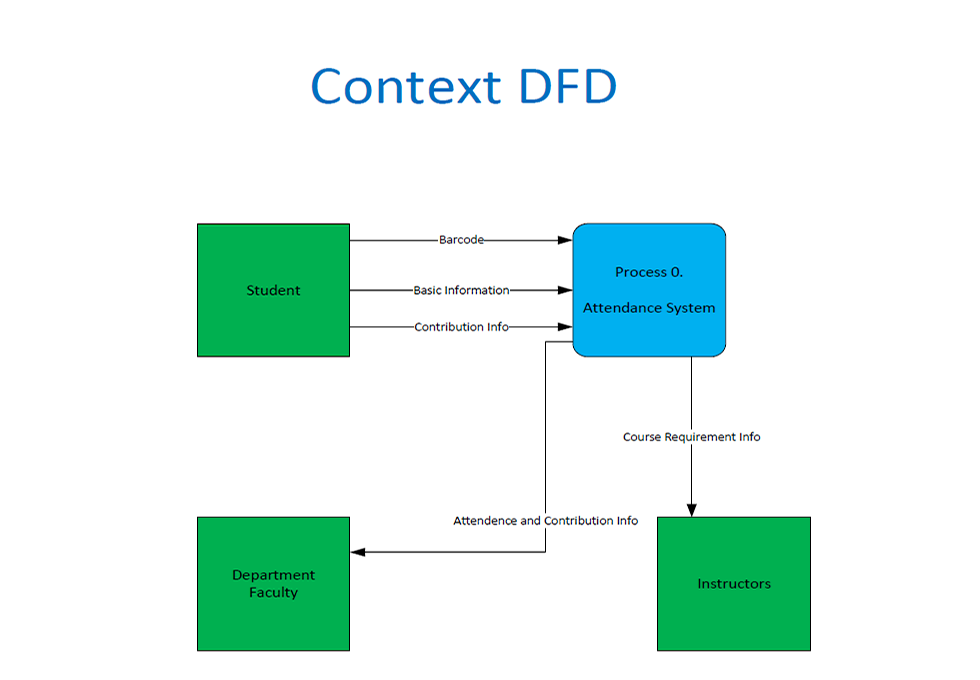 Context DFD
Barcode
Student
Basic Information
Contribution Info
Process 0.
Attendance System
Course Requirement Info
Attendence and Contribution Info
Department
Faculty
Instructors